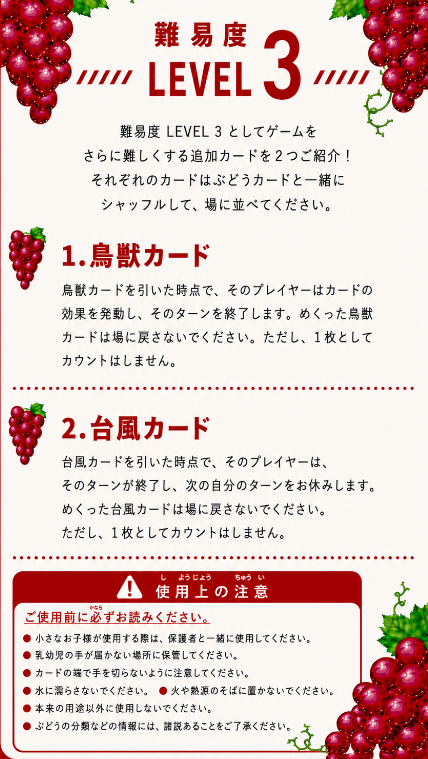 難易度
LEVEL 3
難易度 LEVEL 3 としてゲームを
さらに難しくする追加カードを2つご紹介！
それぞれのカードはぶどうカードと一緒に
シャッフルして、場に並べてください。
1.鳥獣カード
鳥獣カードを引いた時点で、そのプレイヤーはカードの
効果を発動し、そのターンを終了します。めくった鳥獣
カードは場に戻さないでください。ただし、1枚として
カウントはしません。
2.台風カード
台風カードを引いた時点で、そのプレイヤーは、
そのターンが終了し、次の自分のターンをお休みします。
めくった台風カードは場に戻さないでください。
ただし、1枚としてカウントはしません。
し ようじょう ちゅう い
使用上の注意
かなら
ご使用前に必ずお読みください。
●小さなお子様が使用する際は、保護者と一緒に使用してください。
●乳幼児の手が届かない場所に保管してください。
●カードの端で手を切らないように注意してください。
●水に濡らさないでください。 ●火や熱源のそばに置かないでください。
●本来の用途以外に使用しないでください。
●ぶどうの分類などの情報には、諸説あることをご了承ください。